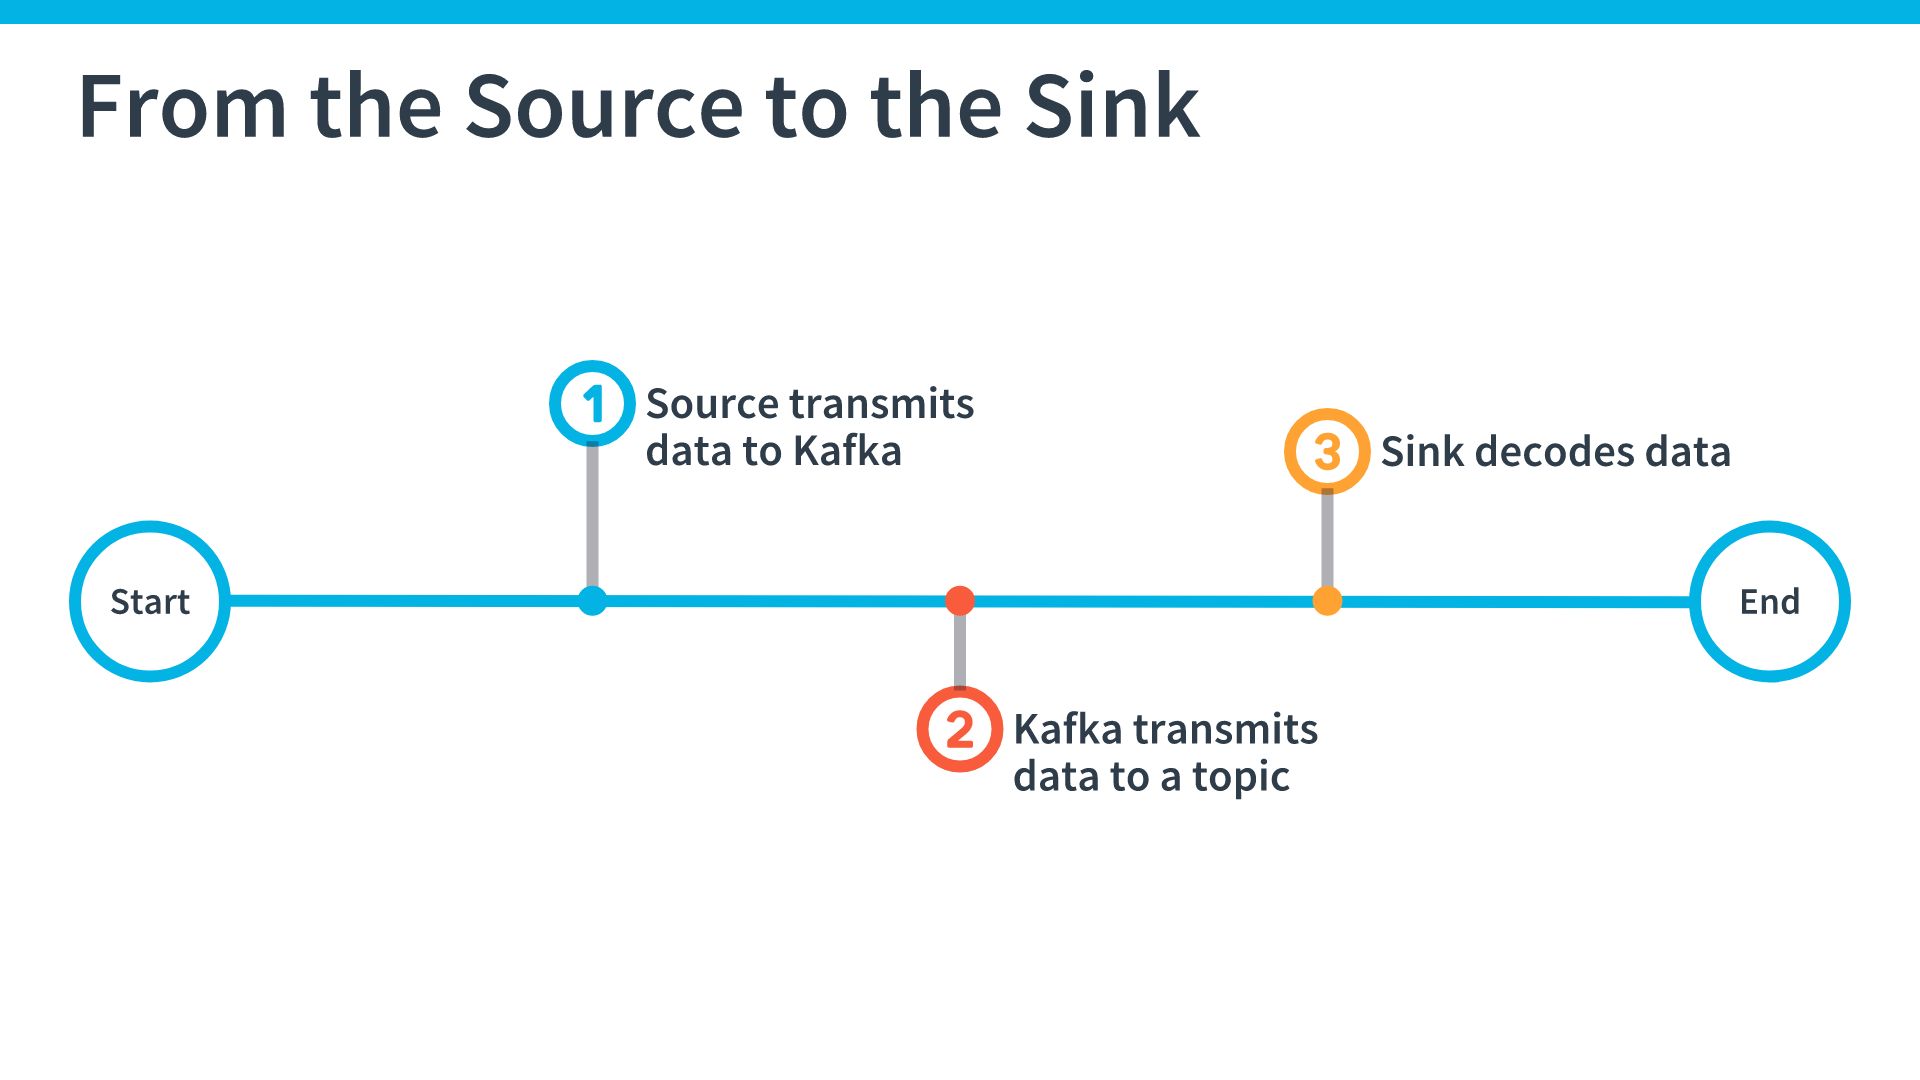 From the Source to the Sink
1
Source transmits
data to Kafka
3
Sink decodes data
Start
End
2
Kafka transmits
data to a topic